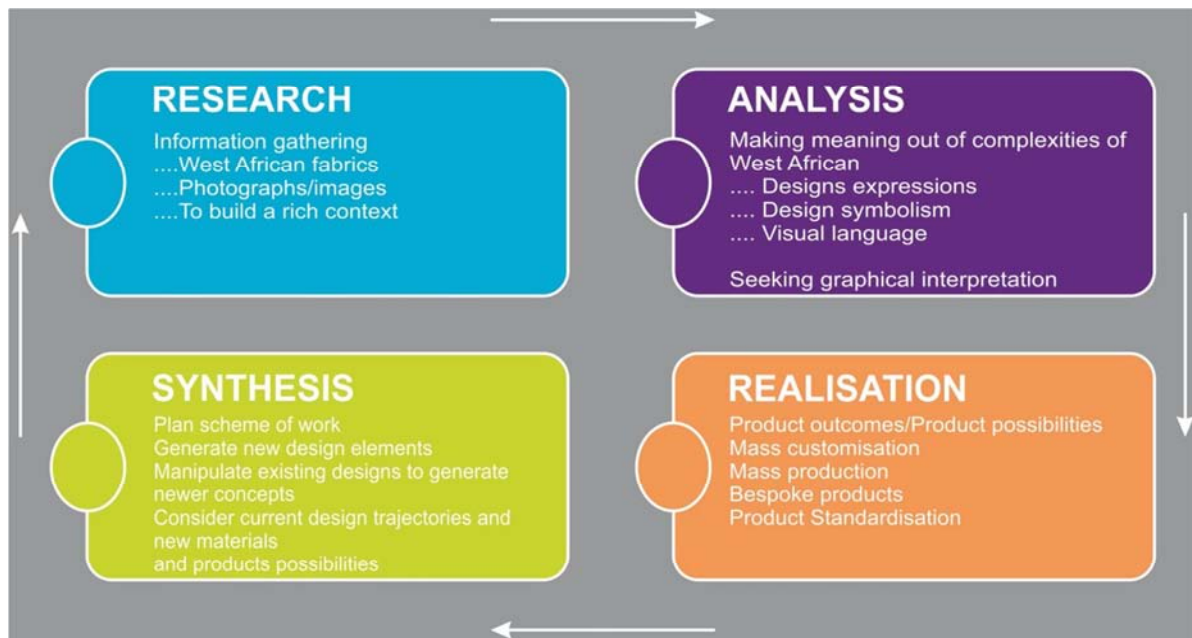 RESEARCH
Information gathering
....West African fabrics
....Photographs/images
....To build a rich context
ANALYSIS
Making meaning out of complexities of
West African
.... Designs expressions
.... Design symbolism
.... Visual language
Seeking graphical interpretation
SYNTHESIS
Plan scheme of work
Generate new design elements
Manipulate existing designs to generate
newer concepts
Consider current design trajectories and
new materials
and products possibilities
REALISATION
Product outcomes/Product possibilities
Mass customisation
Mass production
Bespoke products
Product Standardisation